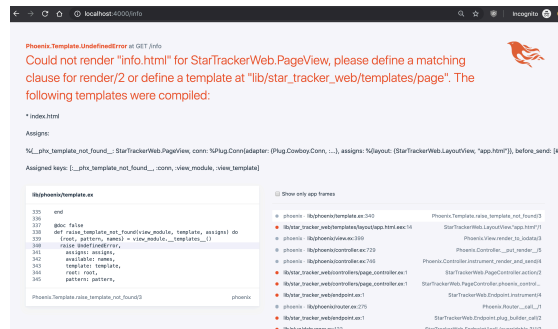 localhost:4000/info
Incognito
Phoenix.Template.UndefinedError at GET /info
Could not render "info.html" for StarTrackerWeb.PageView, please define a matching
clause for render/2 or define a template at "lib/star_tracker_web/templates/page". The
following templates were compiled:
* index.html
Assigns:
%{__phx_template_not_found__: StarTrackerWeb.PageView, conn: %Plug.Conn{adapter: {Plug.Cowboy.Conn, :...}, assigns: %{layout: {StarTrackerWeb.LayoutView, "app.html"}}, before_send:
Assigned keys: [:__phx_template_not_found__, :conn, :view_module, :view_template]
lib/phoenix/template.ex
335 end
336
337 @doc false
338 def raise_template_not_found(view_module, template, assigns) do
339 {root, pattern, names} = view_module.__templates__()
340 raise UndefinedError,
341 assigns: assigns,
342 available: names,
343 template: template,
344 root: root,
345 pattern: pattern,
Phoenix.Template.raise_template_not_found/3 phoenix
Show only app frames
phoenix · lib/phoenix/template.ex:340 Phoenix.Template.raise_template_not_found/3
lib/star_tracker_web/templates/layout/app.html.eex:14 StarTrackerWeb.LayoutView."app.html"/1
phoenix · lib/phoenix/view.ex:399 Phoenix.View.render_to_iodata/3
phoenix · lib/phoenix/controller.ex:729 Phoenix.Controller.__put_render/5
phoenix · lib/phoenix/controller.ex:746 Phoenix.Controller.instrument_render_and_send/4
lib/star_tracker_web/controllers/page_controller.ex:1 StarTrackerWeb.PageController.action/2
lib/star_tracker_web/controllers/page_controller.ex:1 StarTrackerWeb.PageController.phoenix_control...
lib/star_tracker_web/endpoint.ex:1 StarTrackerWeb.Endpoint.instrument/4
phoenix · lib/phoenix/router.ex:275 Phoenix.Router.__call__/1
lib/star_tracker_web/endpoint.ex:1 StarTrackerWeb.Endpoint.plug_builder_call/2